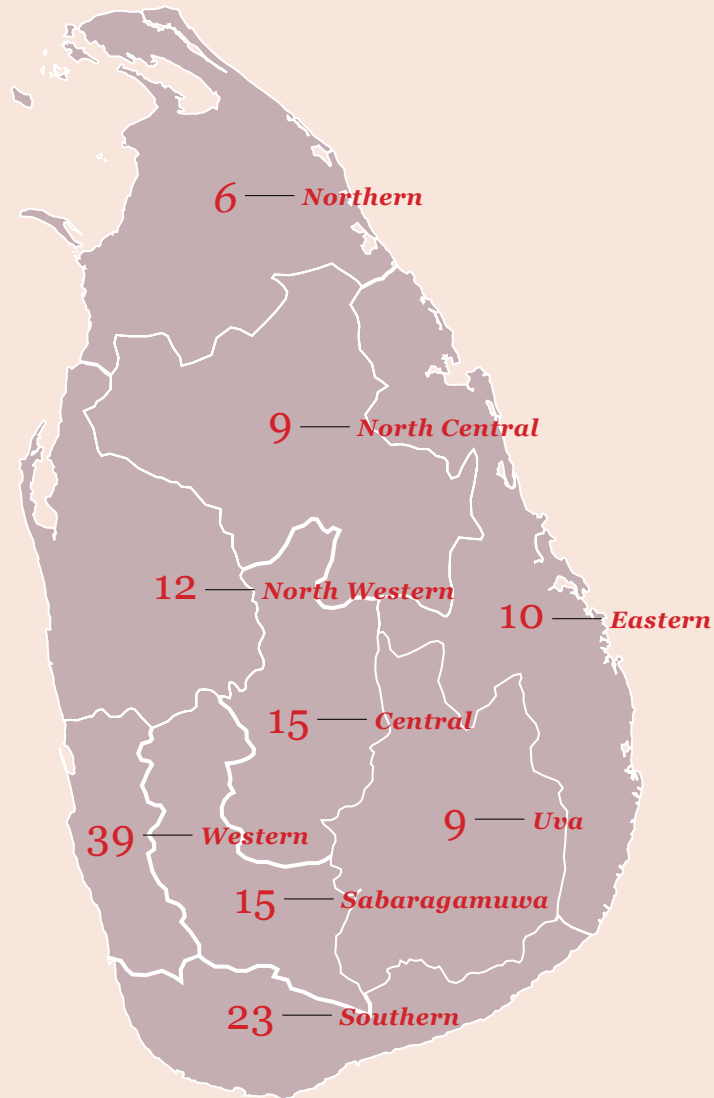 6 Northern
9 North Central
12 North Western
10 Eastern
15 Central
9 Uva
39 Western
15 Sabaragamuwa
23 Southern